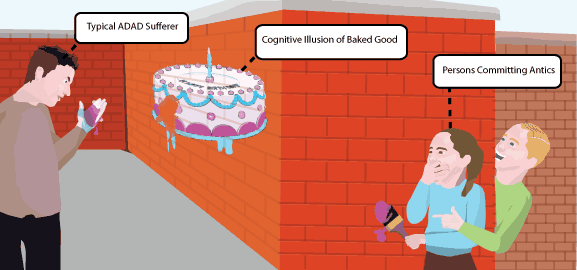 Typical ADAD Sufferer
Cognitive Illusion of Baked Good
Persons Committing Antics